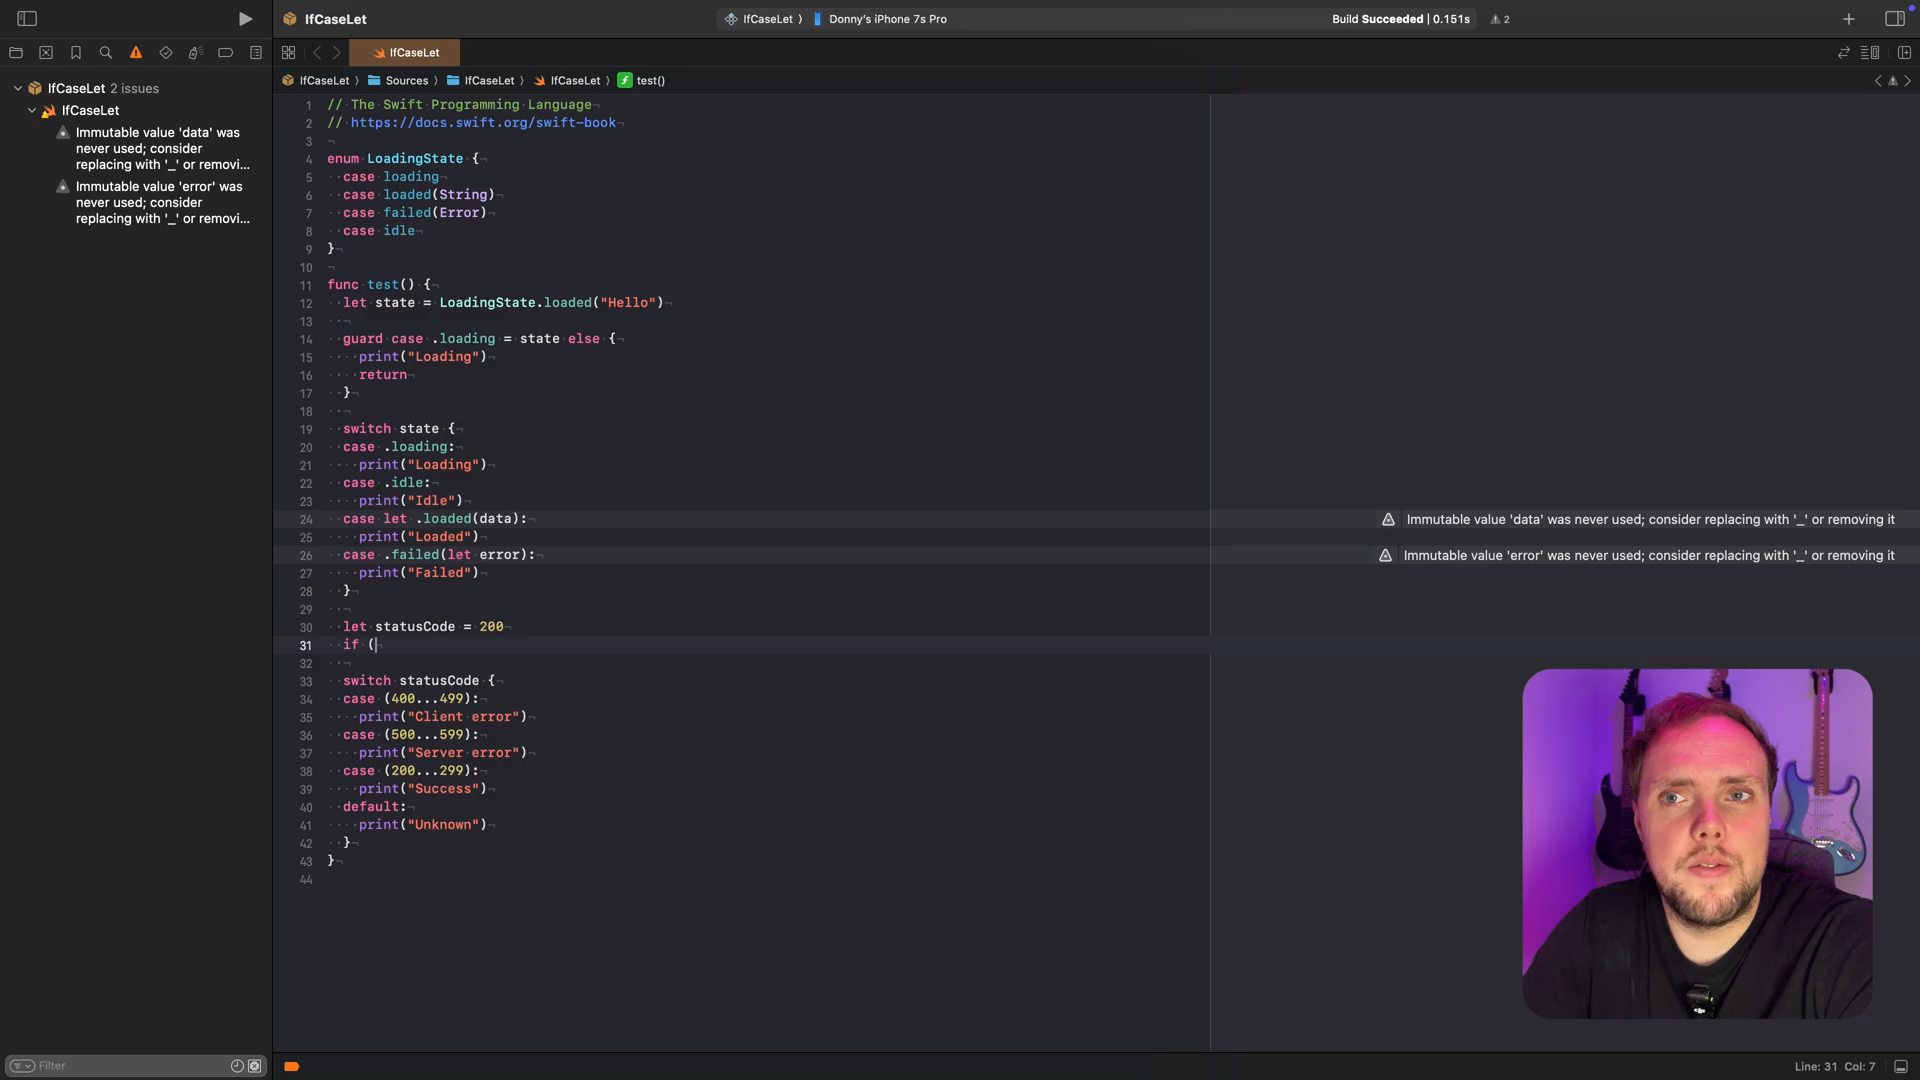 IfCaseLet
IfCaseLet 〉 Donny’s iPhone 7s Pro
Build Succeeded | 0.151s
2
IfCaseLet
IfCaseLet 〉 Sources 〉 IfCaseLet 〉 IfCaseLet 〉 test()
IfCaseLet 2 issues
IfCaseLet
Immutable value 'data' was
never used; consider
replacing with '_' or removi...
Immutable value 'error' was
never used; consider
replacing with '_' or removi...
1 // The Swift Programming Language
2 // https://docs.swift.org/swift-book
3
4 enum LoadingState {
5 case loading
6 case loaded(String)
7 case failed(Error)
8 case idle
9 }
10
11 func test() {
12 let state = LoadingState.loaded("Hello")
13
14 guard case .loading = state else {
15 print("Loading")
16 return
17 }
18
19 switch state {
20 case .loading:
21 print("Loading")
22 case .idle:
23 print("Idle")
24 case let .loaded(data):
Immutable value 'data' was never used; consider replacing with '_' or removing it
25 print("Loaded")
26 case .failed(let error):
Immutable value 'error' was never used; consider replacing with '_' or removing it
27 print("Failed")
28 }
29
30 let statusCode = 200
31 if (
32
33 switch statusCode {
34 case (400...499):
35 print("Client error")
36 case (500...599):
37 print("Server error")
38 case (200...299):
39 print("Success")
40 default:
41 print("Unknown")
42 }
43 }
44
Filter
Line: 31 Col: 7